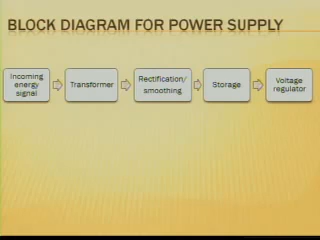 BLOCK DIAGRAM FOR POWER SUPPLY
Incoming
energy
signal
Transformer
Rectification/
smoothing
Storage
Voltage
regulator